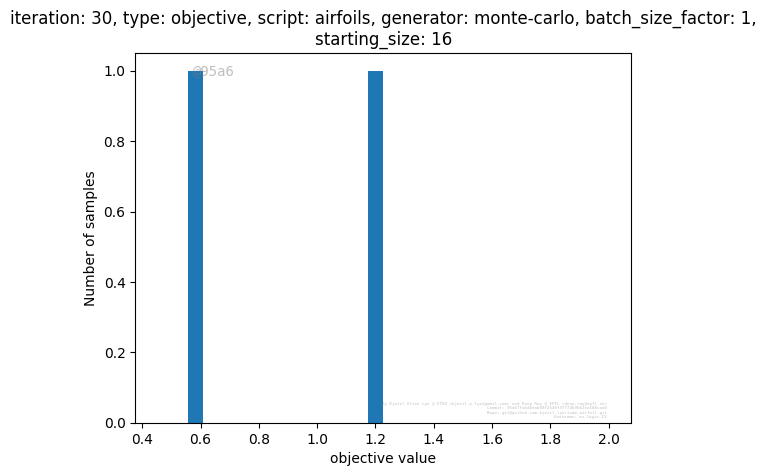 iteration: 30, type: objective, script: airfoils, generator: monte-carlo, batch_size_factor: 1,
starting_size: 16
@95a6
1.0
0.8
0.6
0.4
0.2
0.0
Number of samples
0.4 0.6 0.8 1.0 1.2 1.4 1.6 1.8 2.0
objective value